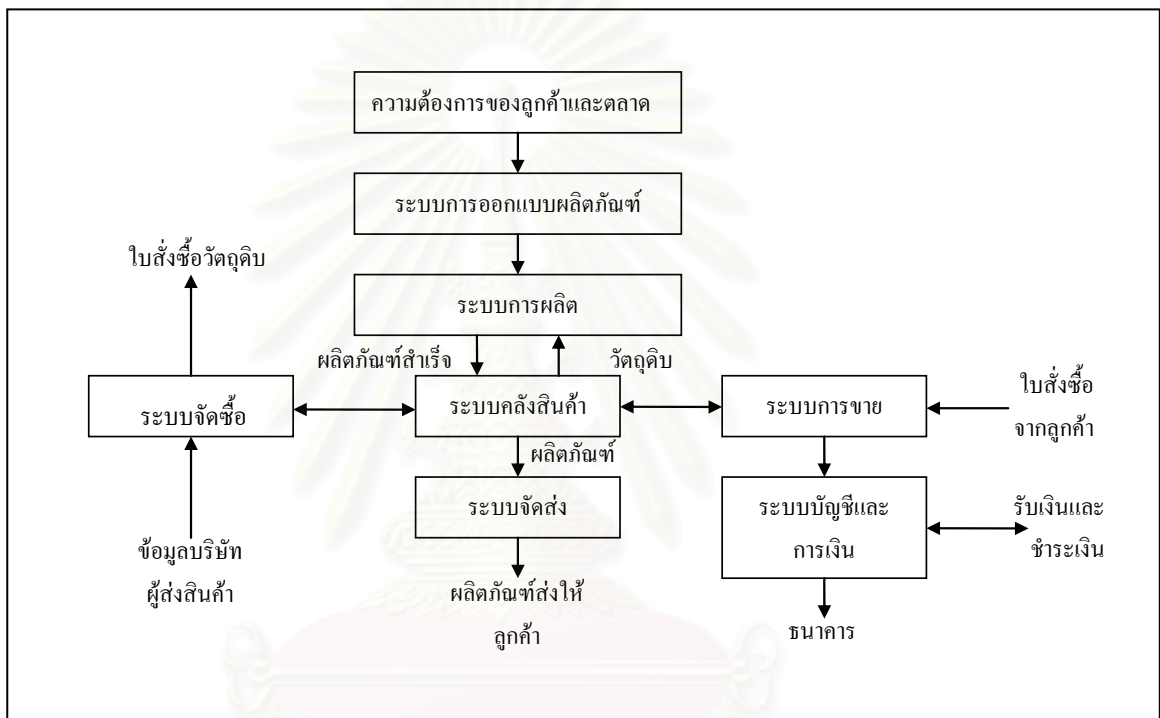 ความต้องการของลูกค้าและตลาด
ระบบการออกแบบผลิตภัณฑ์
ใบสั่งซื้อวัตถุดิบ
ระบบการผลิต
ผลิตภัณฑ์สำเร็จ
วัตถุดิบ
ระบบจัดซื้อ
ระบบคลังสินค้า
ระบบการขาย
ใบสั่งซื้อ
จากลูกค้า
ผลิตภัณฑ์
ระบบจัดส่ง
ระบบบัญชีและ
การเงิน
รับเงินและ
ชำระเงิน
ข้อมูลบริษัท
ผู้ส่งสินค้า
ผลิตภัณฑ์ส่งให้
ลูกค้า
ธนาคาร